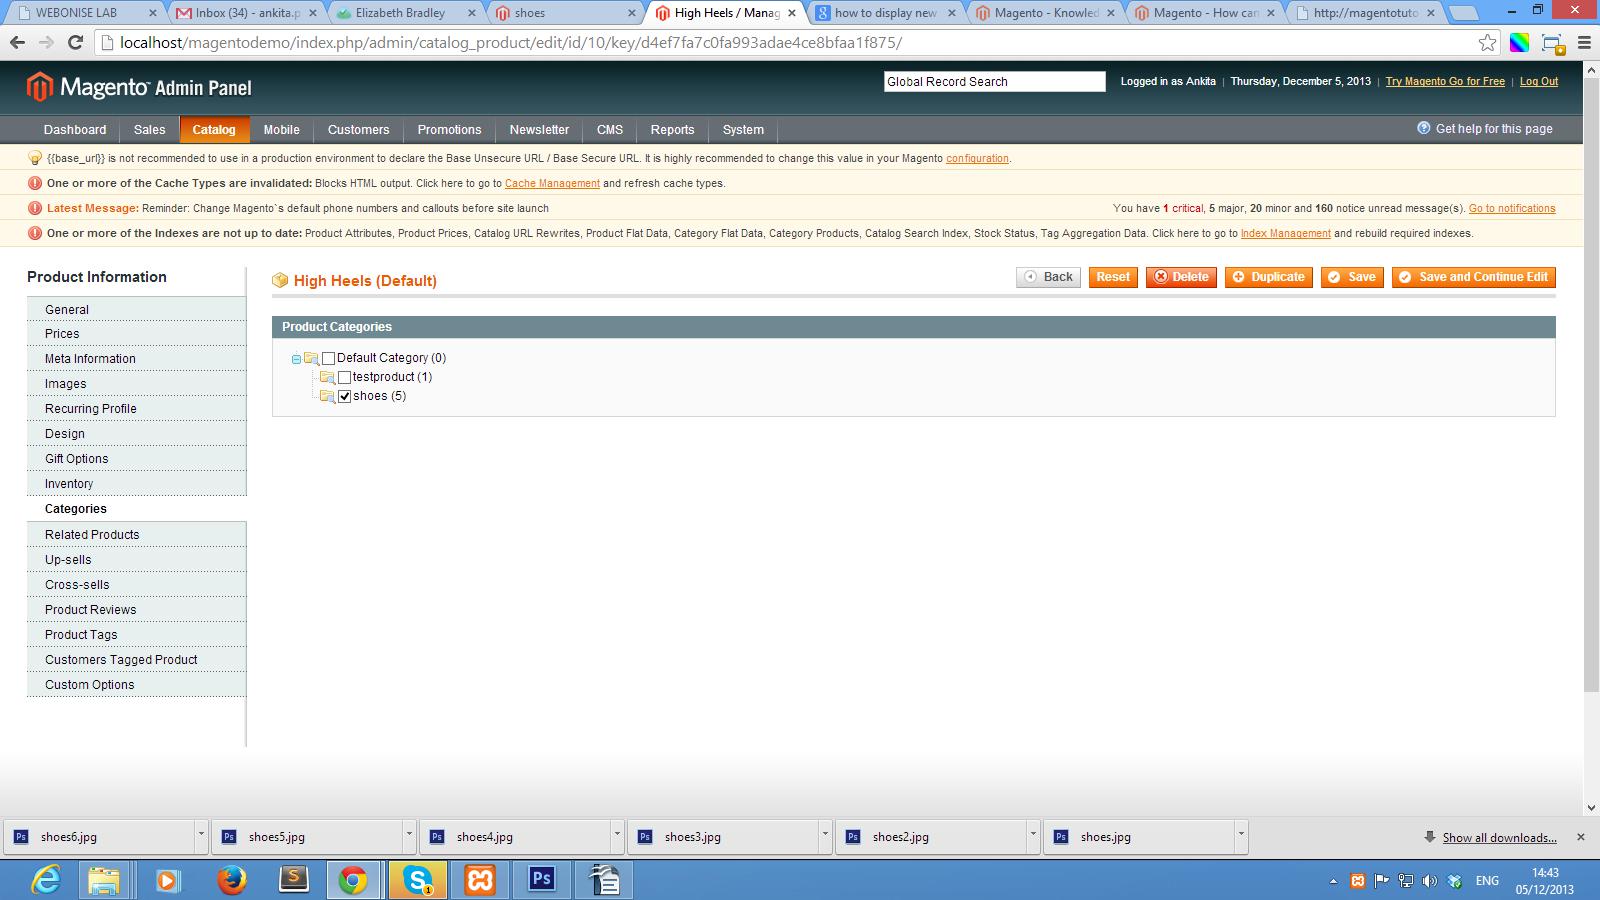 WEBONISE LAB
Inbox (34) - ankita.p
Elizabeth Bradley
shoes
High Heels / Manag
how to display new
Magento - Knowled
Magento - How can
http://magentotuto
localhost/magentodemo/index.php/admin/catalog_product/edit/id/10/key/d4ef7fa7c0fa993adae4ce8bfaa1f875/
Magento™ Admin Panel
Global Record Search
Logged in as Ankita | Thursday, December 5, 2013 | Try Magento Go for Free | Log Out
Dashboard Sales Catalog Mobile Customers Promotions Newsletter CMS Reports System
Get help for this page
{{base_url}} is not recommended to use in a production environment to declare the Base Unsecure URL / Base Secure URL. It is highly recommended to change this value in your Magento configuration.
One or more of the Cache Types are invalidated: Blocks HTML output. Click here to go to Cache Management and refresh cache types.
Latest Message: Reminder: Change Magento`s default phone numbers and callouts before site launch
You have 1 critical, 5 major, 20 minor and 160 notice unread message(s). Go to notifications
One or more of the Indexes are not up to date: Product Attributes, Product Prices, Catalog URL Rewrites, Product Flat Data, Category Flat Data, Category Products, Catalog Search Index, Stock Status, Tag Aggregation Data. Click here to go to Index Management and rebuild required indexes.
Product Information
General
Prices
Meta Information
Images
Recurring Profile
Design
Gift Options
Inventory
Categories
Related Products
Up-sells
Cross-sells
Product Reviews
Product Tags
Customers Tagged Product
Custom Options
High Heels (Default)
Back Reset Delete Duplicate Save Save and Continue Edit
Product Categories
Default Category (0)
testproduct (1)
shoes (5)
shoes6.jpg
shoes5.jpg
shoes4.jpg
shoes3.jpg
shoes2.jpg
shoes.jpg
Show all downloads...
ENG
14:43
05/12/2013